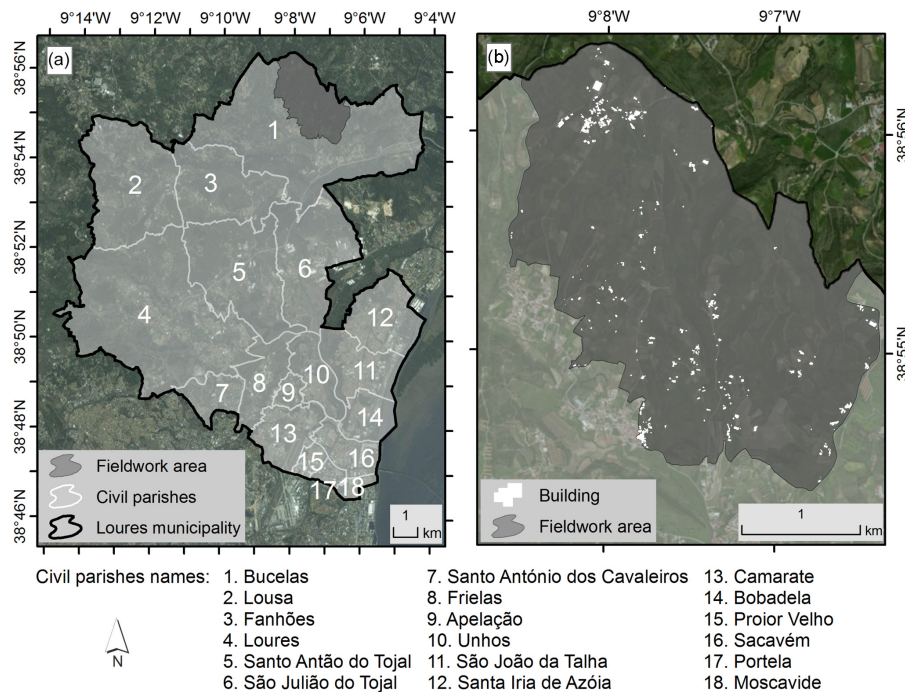 9°14'W 9°12'W 9°10'W 9°8'W 9°6'W 9°4'W
(a)
38°56'N
38°54'N
38°52'N
38°50'N
38°48'N
38°46'N
1
2
3
4
5
6
7
8
9
10
11
12
13
14
15
16
17
18
Fieldwork area
Civil parishes
Loures municipality
1
km
9°8'W 9°7'W
(b)
38°56'N
38°55'N
Building
Fieldwork area
1
km
Civil parishes names:
1. Bucelas
2. Lousa
3. Fanhões
4. Loures
5. Santo Antão do Tojal
6. São Julião do Tojal
7. Santo António dos Cavaleiros
8. Frielas
9. Apelação
10. Unhos
11. São João da Talha
12. Santa Iria de Azóia
13. Camarate
14. Bobadela
15. Proior Velho
16. Sacavém
17. Portela
18. Moscavide
N